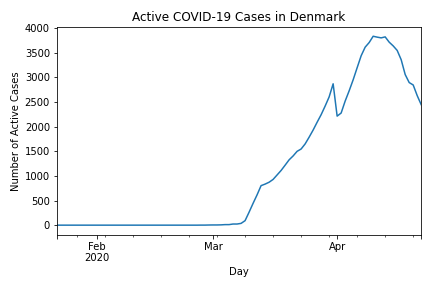 Active COVID-19 Cases in Denmark
Number of Active Cases
4000
3500
3000
2500
2000
1500
1000
500
0
Feb
2020
Mar
Apr
Day